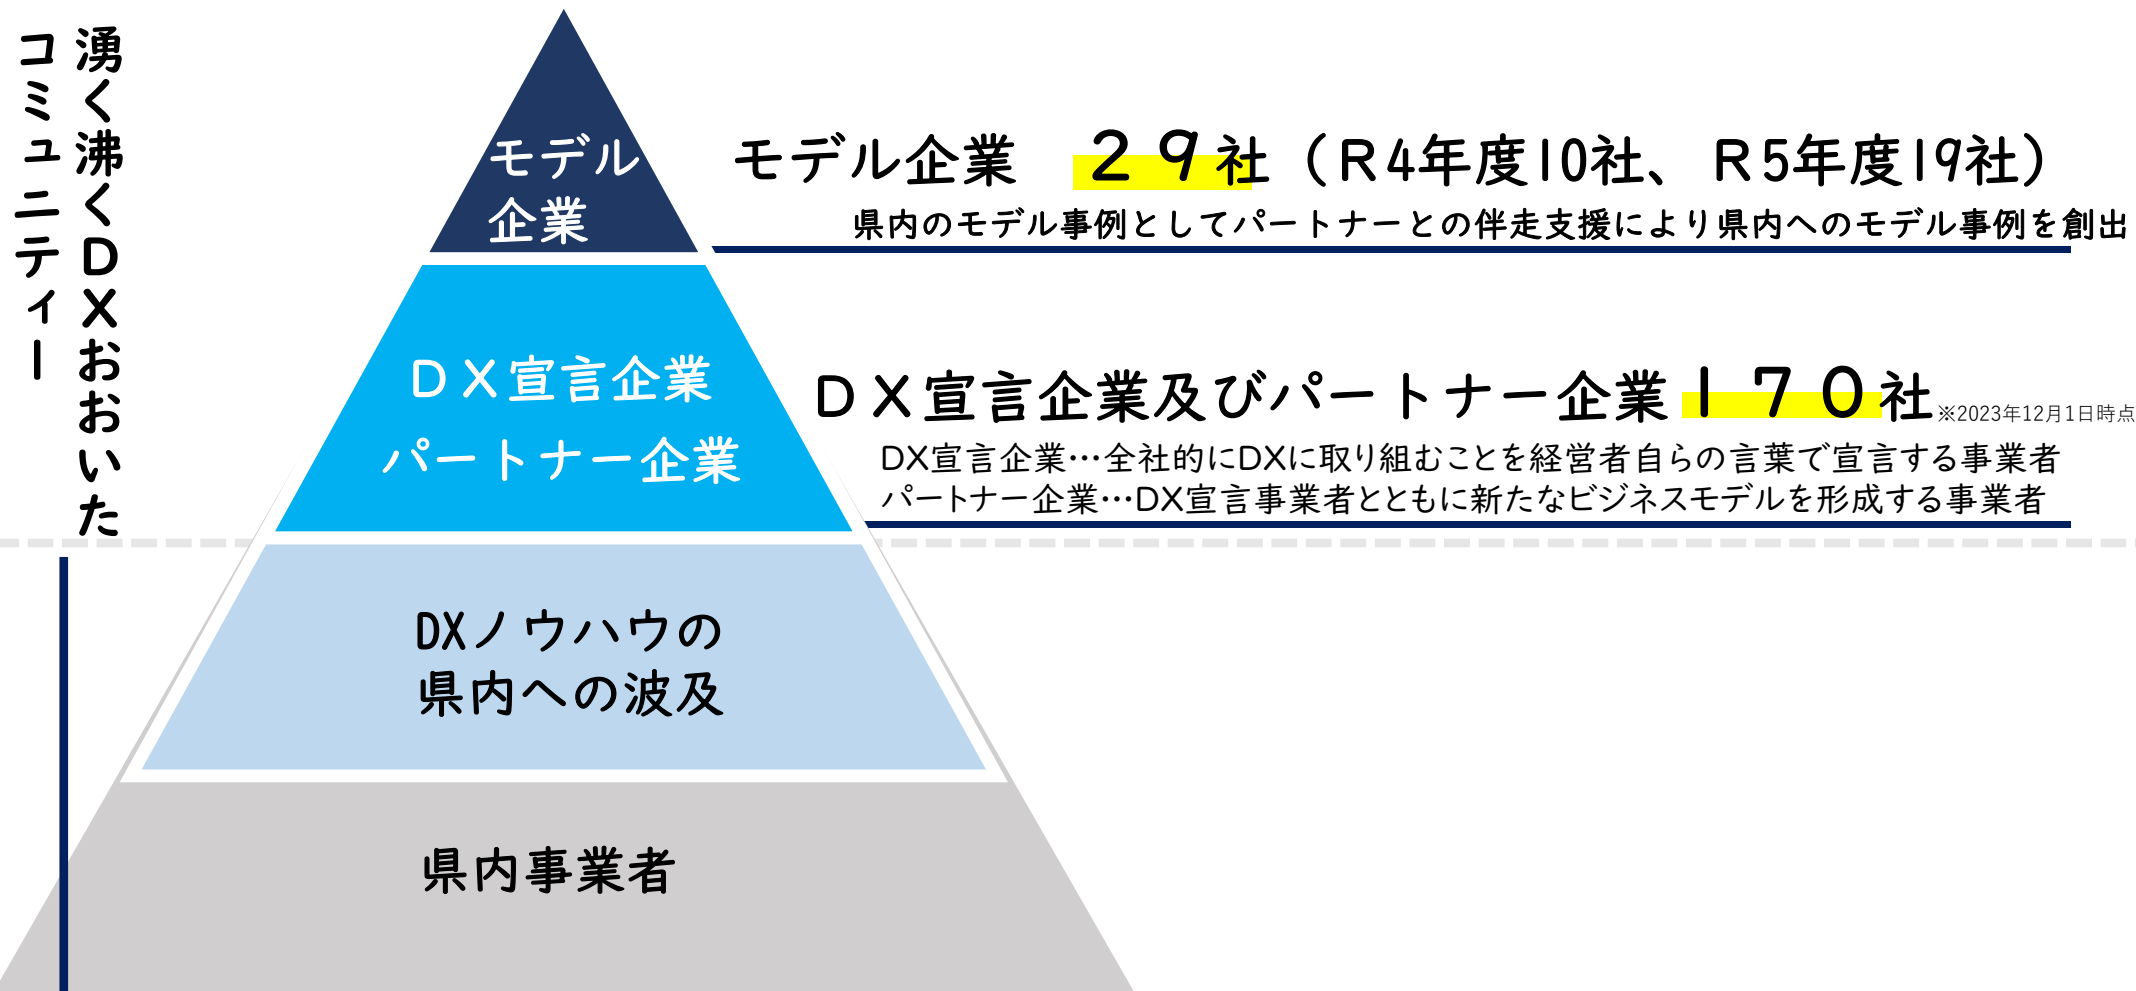 湧く沸くDXおおいた
コミュニティー
モデル
企業
モデル企業　２９社（Ｒ4年度10社、Ｒ5年度19社）
県内のモデル事例としてパートナーとの伴走支援により県内へのモデル事例を創出
ＤＸ宣言企業
パートナー企業
ＤＸ宣言企業及びパートナー企業１７０社※2023年12月1日時点
DX宣言企業…全社的にDXに取り組むことを経営者自らの言葉で宣言する事業者
パートナー企業…DX宣言事業者とともに新たなビジネスモデルを形成する事業者
DXノウハウの
県内への波及
県内事業者